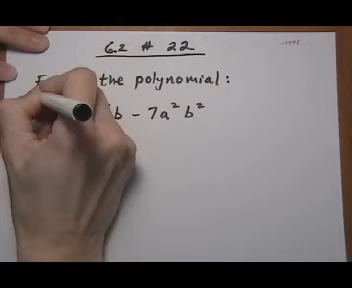 6.2 # 22
the polynomial:
b - 7a² b²